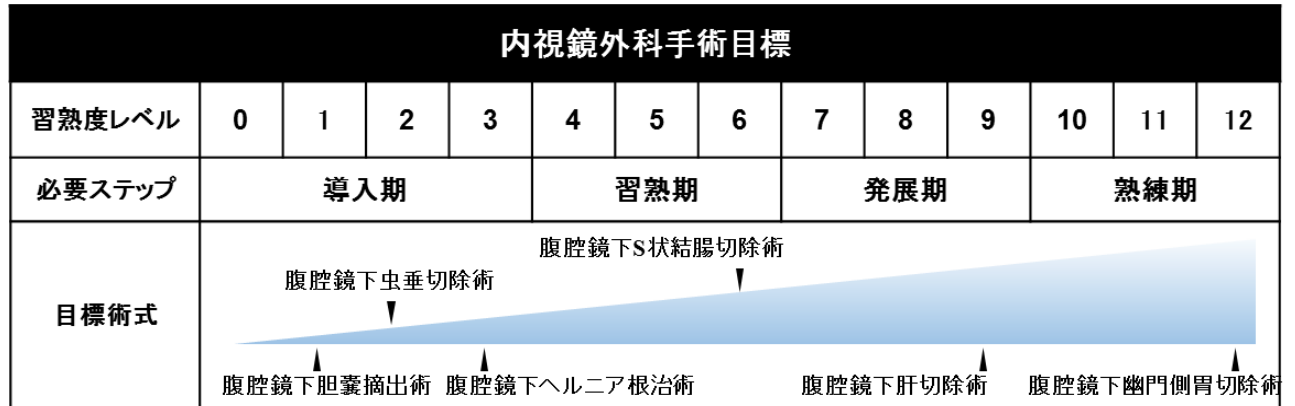 内視鏡外科手術目標
習熟度レベル 0 1 2 3 4 5 6 7 8 9 10 11 12
必要ステップ 導入期 習熟期 発展期 熟練期
腹腔鏡下S状結腸切除術
腹腔鏡下虫垂切除術
目標術式
腹腔鏡下胆嚢摘出術 腹腔鏡下ヘルニア根治術 腹腔鏡下肝切除術 腹腔鏡下幽門側胃切除術